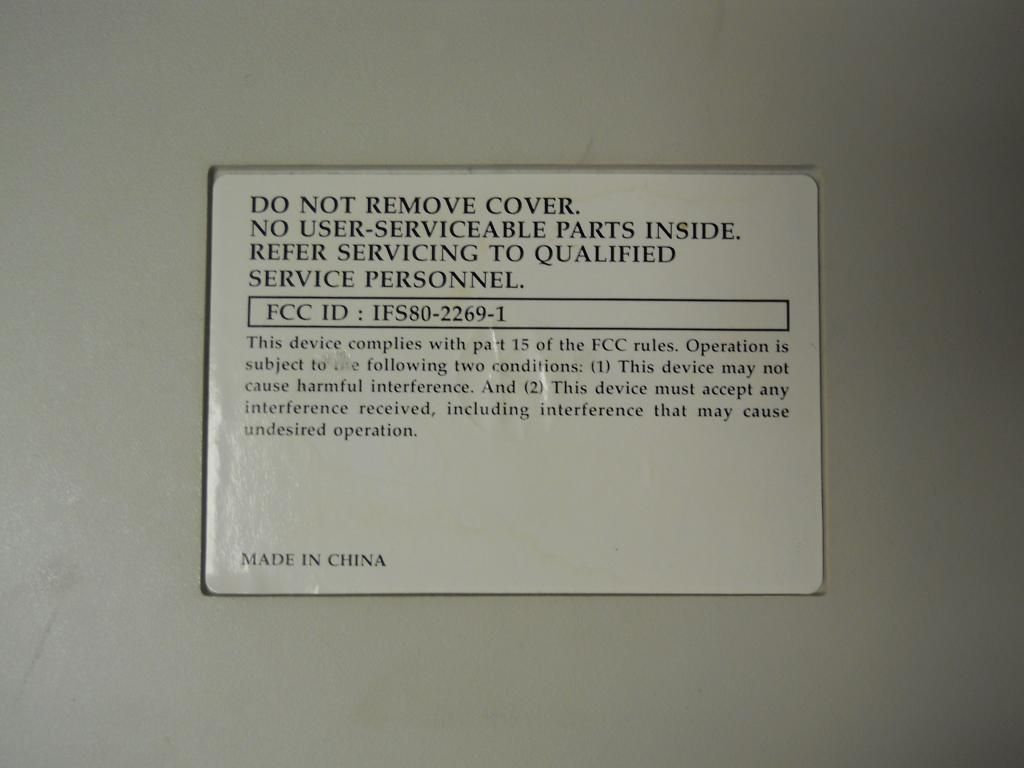 DO NOT REMOVE COVER.
NO USER-SERVICEABLE PARTS INSIDE.
REFER SERVICING TO QUALIFIED
SERVICE PERSONNEL.
FCC ID : IFS80-2269-1
This device complies with part 15 of the FCC rules. Operation is
subject to the following two conditions: (1) This device may not
cause harmful interference. And (2) This device must accept any
interference received, including interference that may cause
undesired operation.
MADE IN CHINA